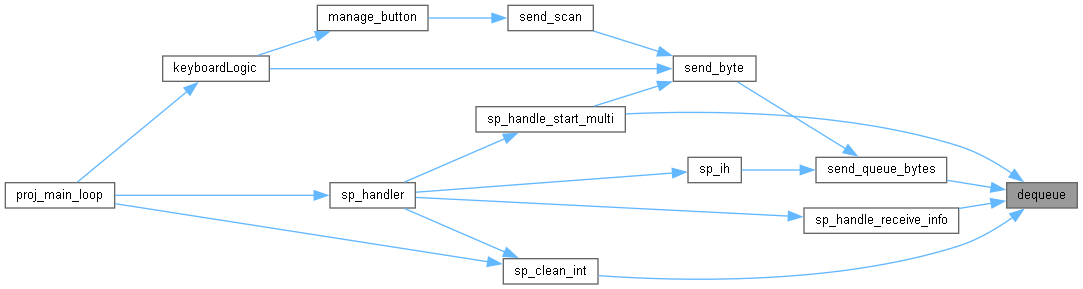 manage_button
send_scan
keyboardLogic
send_byte
sp_handle_start_multi
sp_ih
send_queue_bytes
proj_main_loop
sp_handler
dequeue
sp_handle_receive_info
sp_clean_int